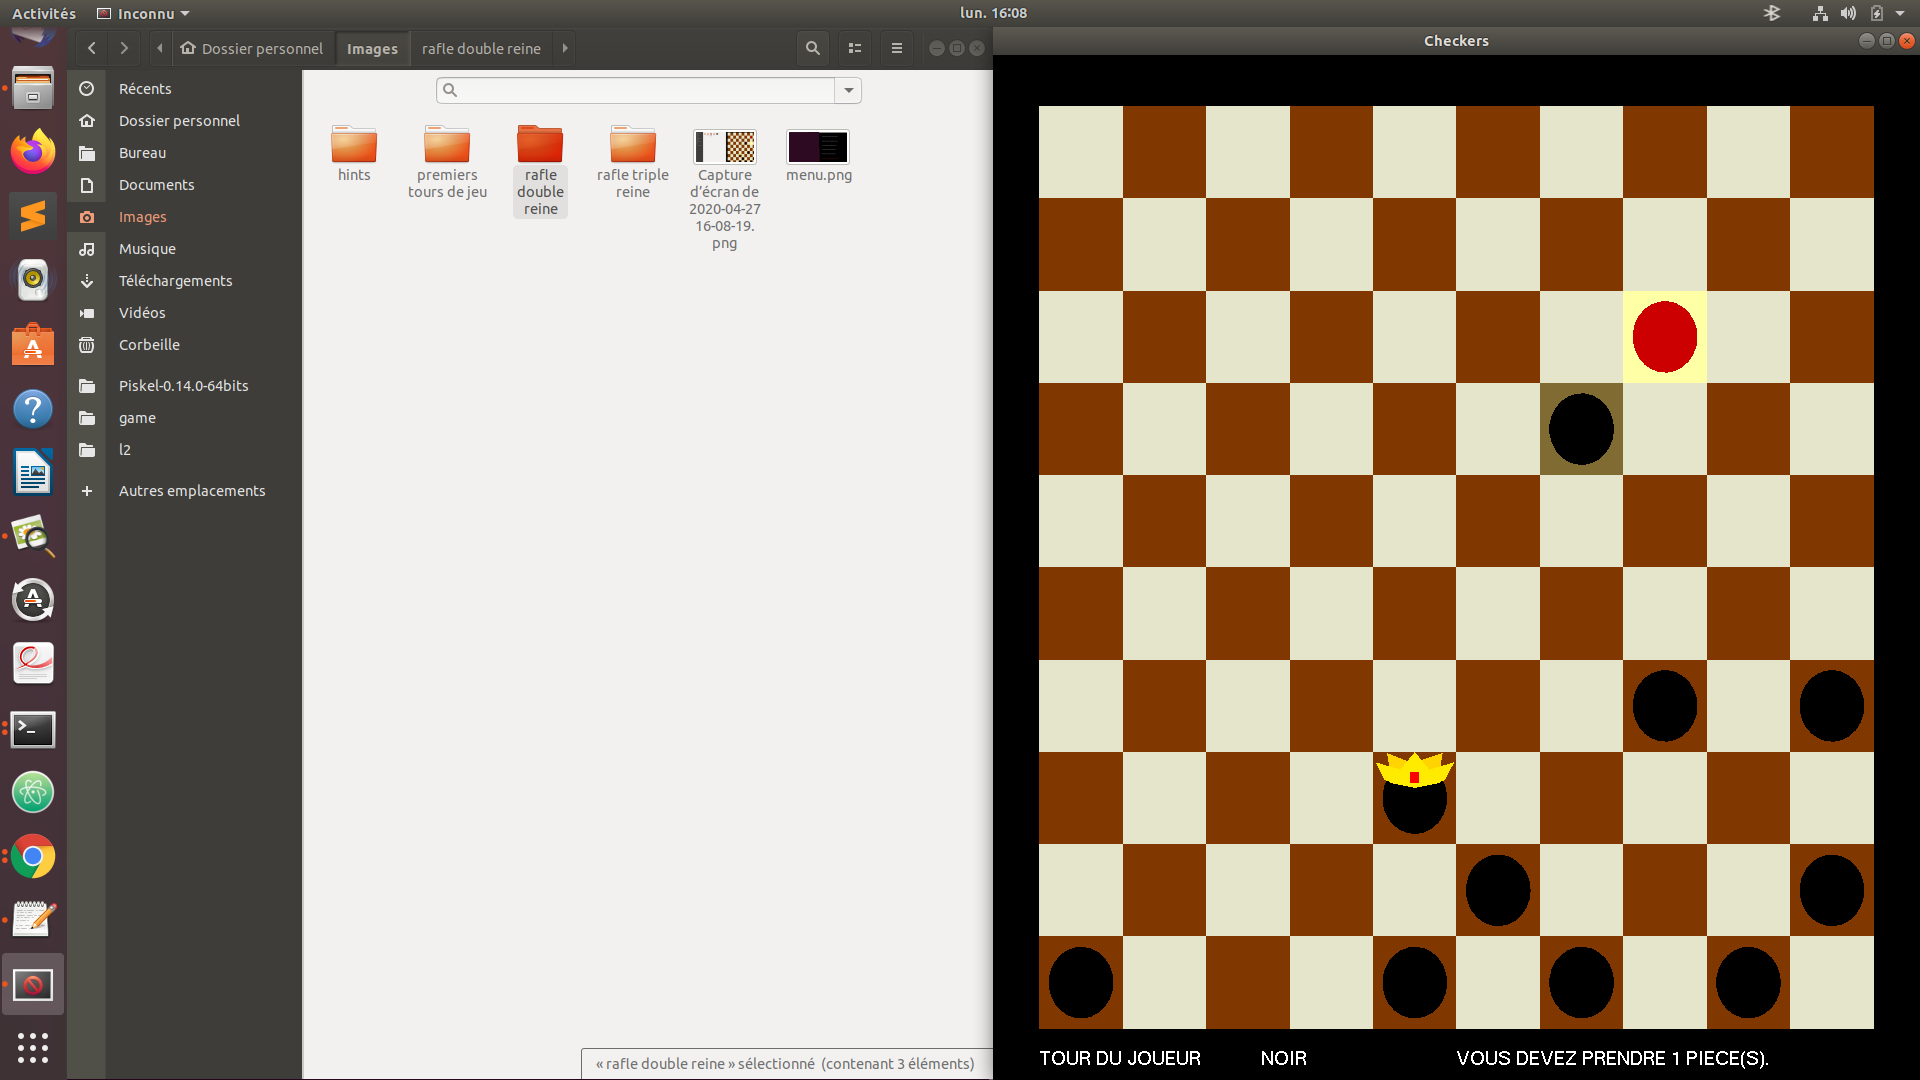 Activités
Inconnu
lun. 16:08
Dossier personnel
Images
rafle double reine
Checkers
Récents
Dossier personnel
Bureau
Documents
Images
Musique
Téléchargements
Vidéos
Corbeille
Piskel-0.14.0-64bits
game
l2
Autres emplacements
hints
premiers
tours de jeu
rafle
double
reine
rafle triple
reine
Capture
d’écran de
2020-04-27
16-08-19.
png
menu.png
« rafle double reine » sélectionné (contenant 3 éléments)
TOUR DU JOUEUR
NOIR
VOUS DEVEZ PRENDRE 1 PIECE(S).